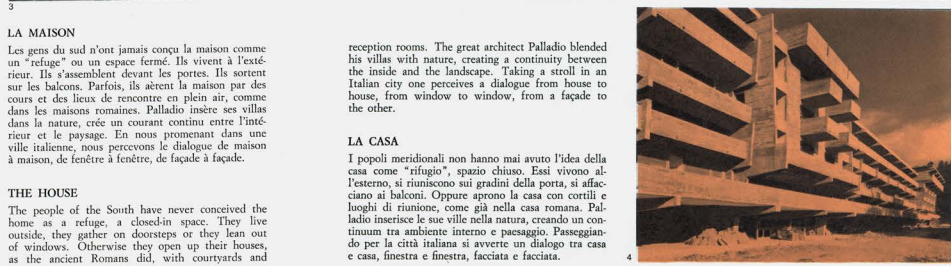 3
LA MAISON
Les gens du sud n'ont jamais conçu la maison comme
un "refuge" ou un espace fermé. Ils vivent à l'exté-
rieur. Ils s'assemblent devant les portes. Ils sortent
sur les balcons. Parfois, ils aèrent la maison par des
cours et des lieux de rencontre en plein air, comme
dans les maisons romaines. Palladio insère ses villas
dans la nature, crée un courant continu entre l'inté-
rieur et le paysage. En nous promenant dans une
ville italienne, nous percevons le dialogue de maison
à maison, de fenêtre à fenêtre, de façade à façade.
THE HOUSE
The people of the South have never conceived the
home as a refuge, a closed-in space. They live
outside, they gather on doorsteps or they lean out
of windows. Otherwise they open up their houses,
as the ancient Romans did, with courtyards and
reception rooms. The great architect Palladio blended
his villas with nature, creating a continuity between
the inside and the landscape. Taking a stroll in an
Italian city one perceives a dialogue from house to
house, from window to window, from a façade to
the other.
LA CASA
I popoli meridionali non hanno mai avuto l'idea della
casa come "rifugio", spazio chiuso. Essi vivono al-
l'esterno, si riuniscono sui gradini della porta, si affac-
ciano ai balconi. Oppure aprono la casa con cortili e
luoghi di riunione, come già nella casa romana. Pal-
ladio inserisce le sue ville nella natura, creando un con-
tinuum tra ambiente interno e paesaggio. Passeggian-
do per la città italiana si avverte un dialogo tra casa
e casa, finestra e finestra, facciata e facciata.
4